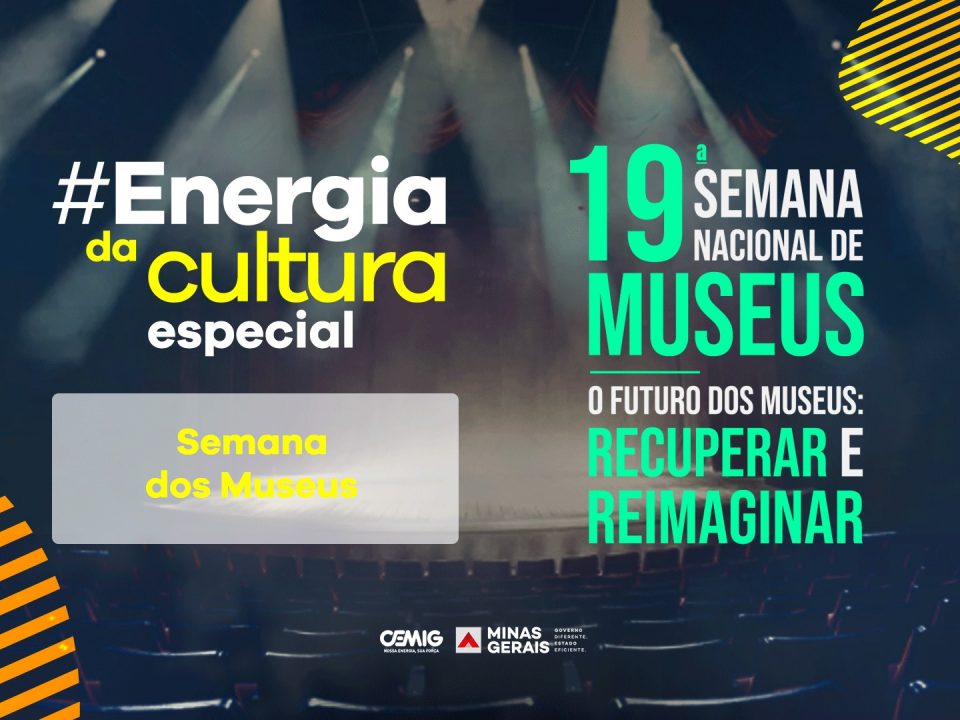 #Energia
da cultura
especial
Semana
dos Museus
19ª SEMANA
NACIONAL DE
MUSEUS
O FUTURO DOS MUSEUS:
RECUPERAR E
REIMAGINAR
CEMIG
NOSSA ENERGIA, SUA FORÇA
MINAS
GERAIS
GOVERNO
DIFERENTE.
ESTADO
EFICIENTE.